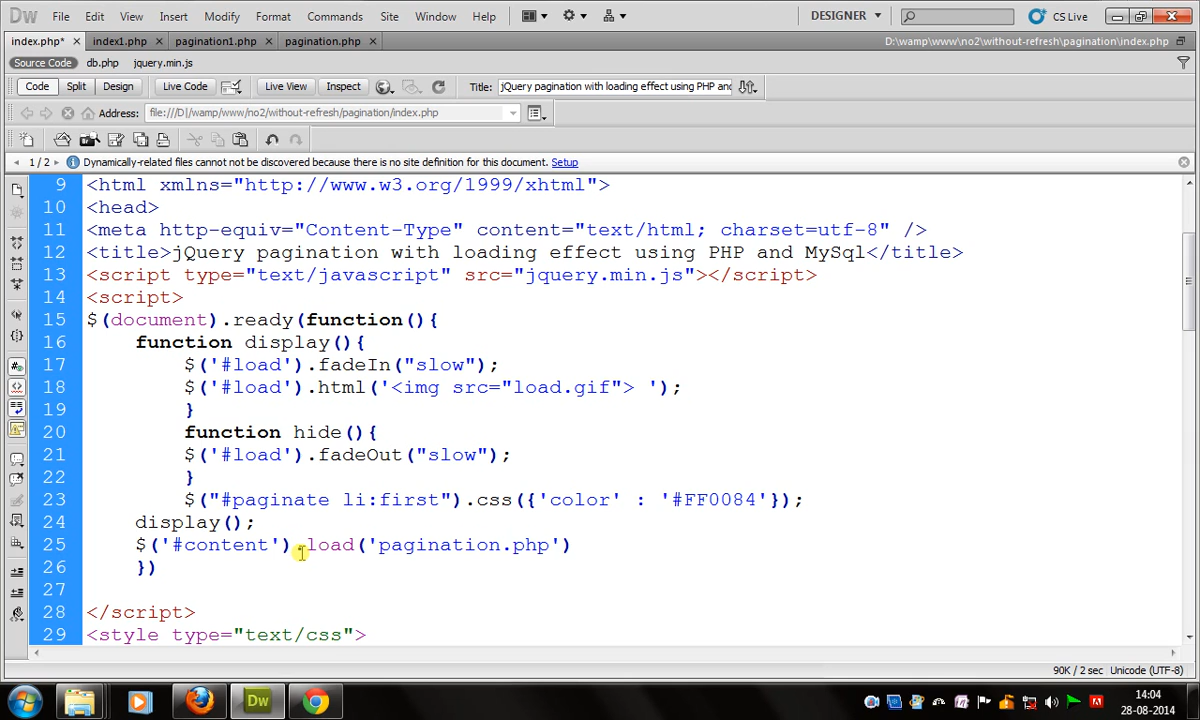 Dw File Edit View Insert Modify Format Commands Site Window Help DESIGNER CS Live
index.php* × index1.php × pagination1.php × pagination.php × D:\wamp\www\no2\without-refresh\pagination\index.php
Source Code db.php jquery.min.js
Code Split Design Live Code Live View Inspect Title: jQuery pagination with loading effect using PHP and
Address: file:///D|/wamp/www/no2/without-refresh/pagination/index.php
1/2 Dynamically-related files cannot not be discovered because there is no site definition for this document. Setup
9 <html xmlns="http://www.w3.org/1999/xhtml">
10 <head>
11 <meta http-equiv="Content-Type" content="text/html; charset=utf-8" />
12 <title>jQuery pagination with loading effect using PHP and MySql</title>
13 <script type="text/javascript" src="jquery.min.js"></script>
14 <script>
15 $(document).ready(function(){
16 function display(){
17 $('#load').fadeIn("slow");
18 $('#load').html('<img src="load.gif"> ');
19 }
20 function hide(){
21 $('#load').fadeOut("slow");
22 }
23 $("#paginate li:first").css({'color' : '#FF0084'});
24 display();
25 $('#content').load('pagination.php')
26 })
27
28 </script>
29 <style type="text/css">
90K / 2 sec Unicode (UTF-8)
Dw 14:04
28-08-2014